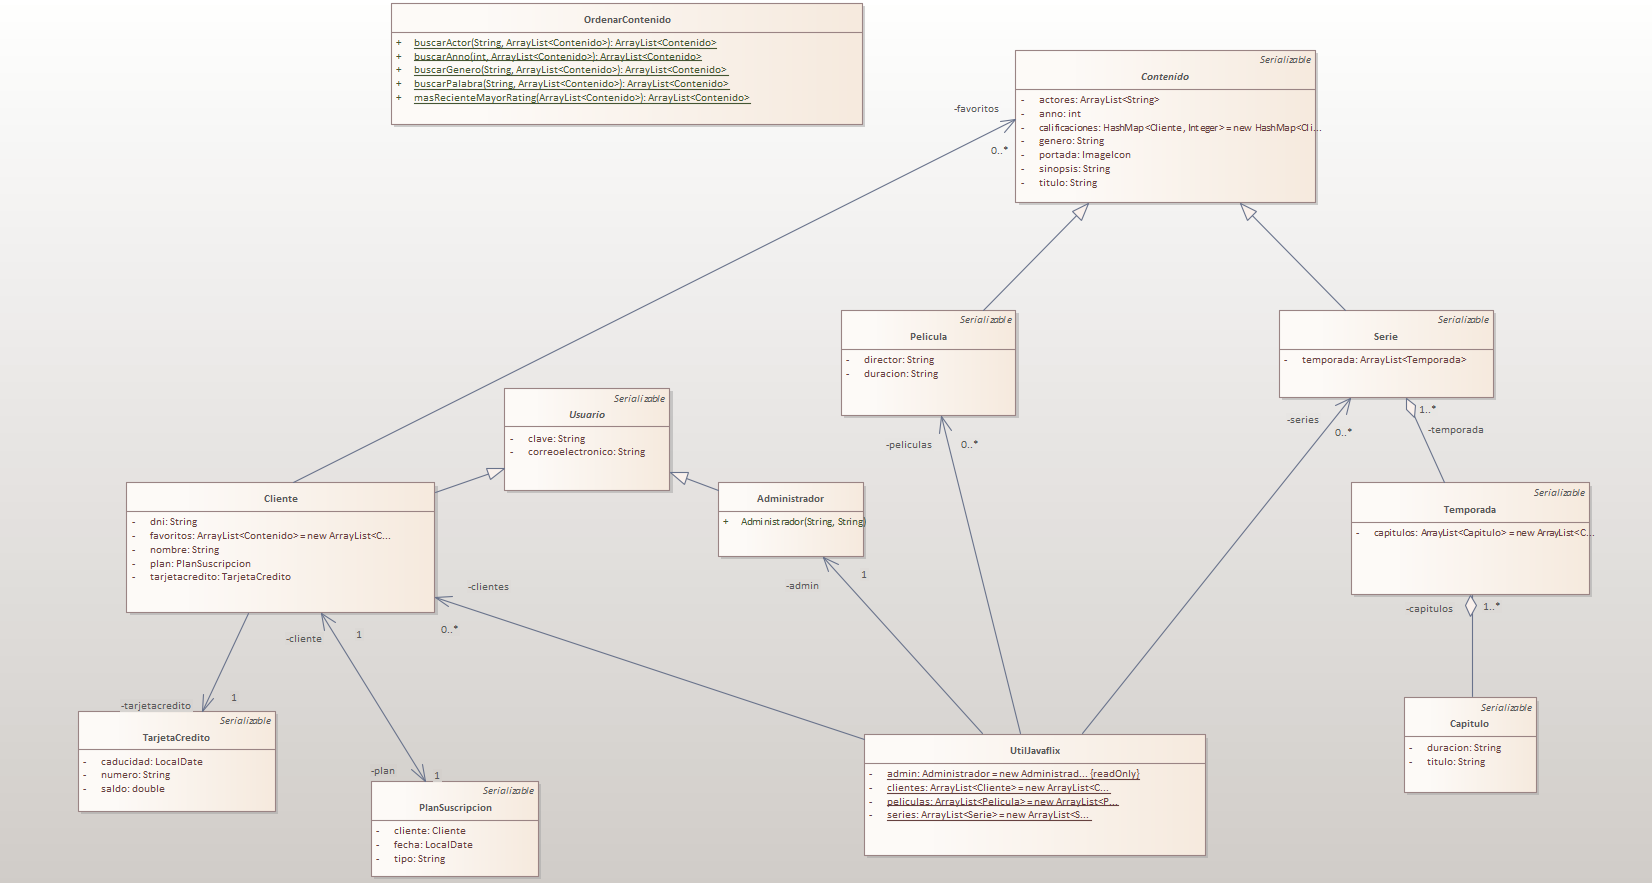 OrdenarContenido
+ buscarActor(String, ArrayList<Contenido>): ArrayList<Contenido>
+ buscarAnno(int, ArrayList<Contenido>): ArrayList<Contenido>
+ buscarGenero(String, ArrayList<Contenido>): ArrayList<Contenido>
+ buscarPalabra(String, ArrayList<Contenido>): ArrayList<Contenido>
+ masRecienteMayorRating(ArrayList<Contenido>): ArrayList<Contenido>
Serializable
Contenido
- actores: ArrayList<String>
- anno: int
- calificaciones: HashMap<Cliente, Integer> = new HashMap<Cli...
- genero: String
- portada: ImageIcon
- sinopsis: String
- titulo: String
-favoritos
0..*
Serializable
Pelicula
- director: String
- duracion: String
Serializable
Serie
- temporada: ArrayList<Temporada>
Serializable
Usuario
- clave: String
- correoelectronico: String
-peliculas
0..*
-series
0..*
1..*
-temporada
Cliente
- dni: String
- favoritos: ArrayList<Contenido> = new ArrayList<C...
- nombre: String
- plan: PlanSuscripcion
- tarjetacredito: TarjetaCredito
Administrador
+ Administrador(String, String)
Serializable
Temporada
- capitulos: ArrayList<Capitulo> = new ArrayList<C...
-clientes
0..*
-admin
1
-capitulos
1..*
-cliente
1
-tarjetacredito
1
Serializable
TarjetaCredito
- caducidad: LocalDate
- numero: String
- saldo: double
-plan
1
Serializable
PlanSuscripcion
- cliente: Cliente
- fecha: LocalDate
- tipo: String
UtilJavaflix
- admin: Administrador = new Administrad... {readOnly}
- clientes: ArrayList<Cliente> = new ArrayList<C...
- peliculas: ArrayList<Pelicula> = new ArrayList<P...
- series: ArrayList<Serie> = new ArrayList<S...
Serializable
Capitulo
- duracion: String
- titulo: String